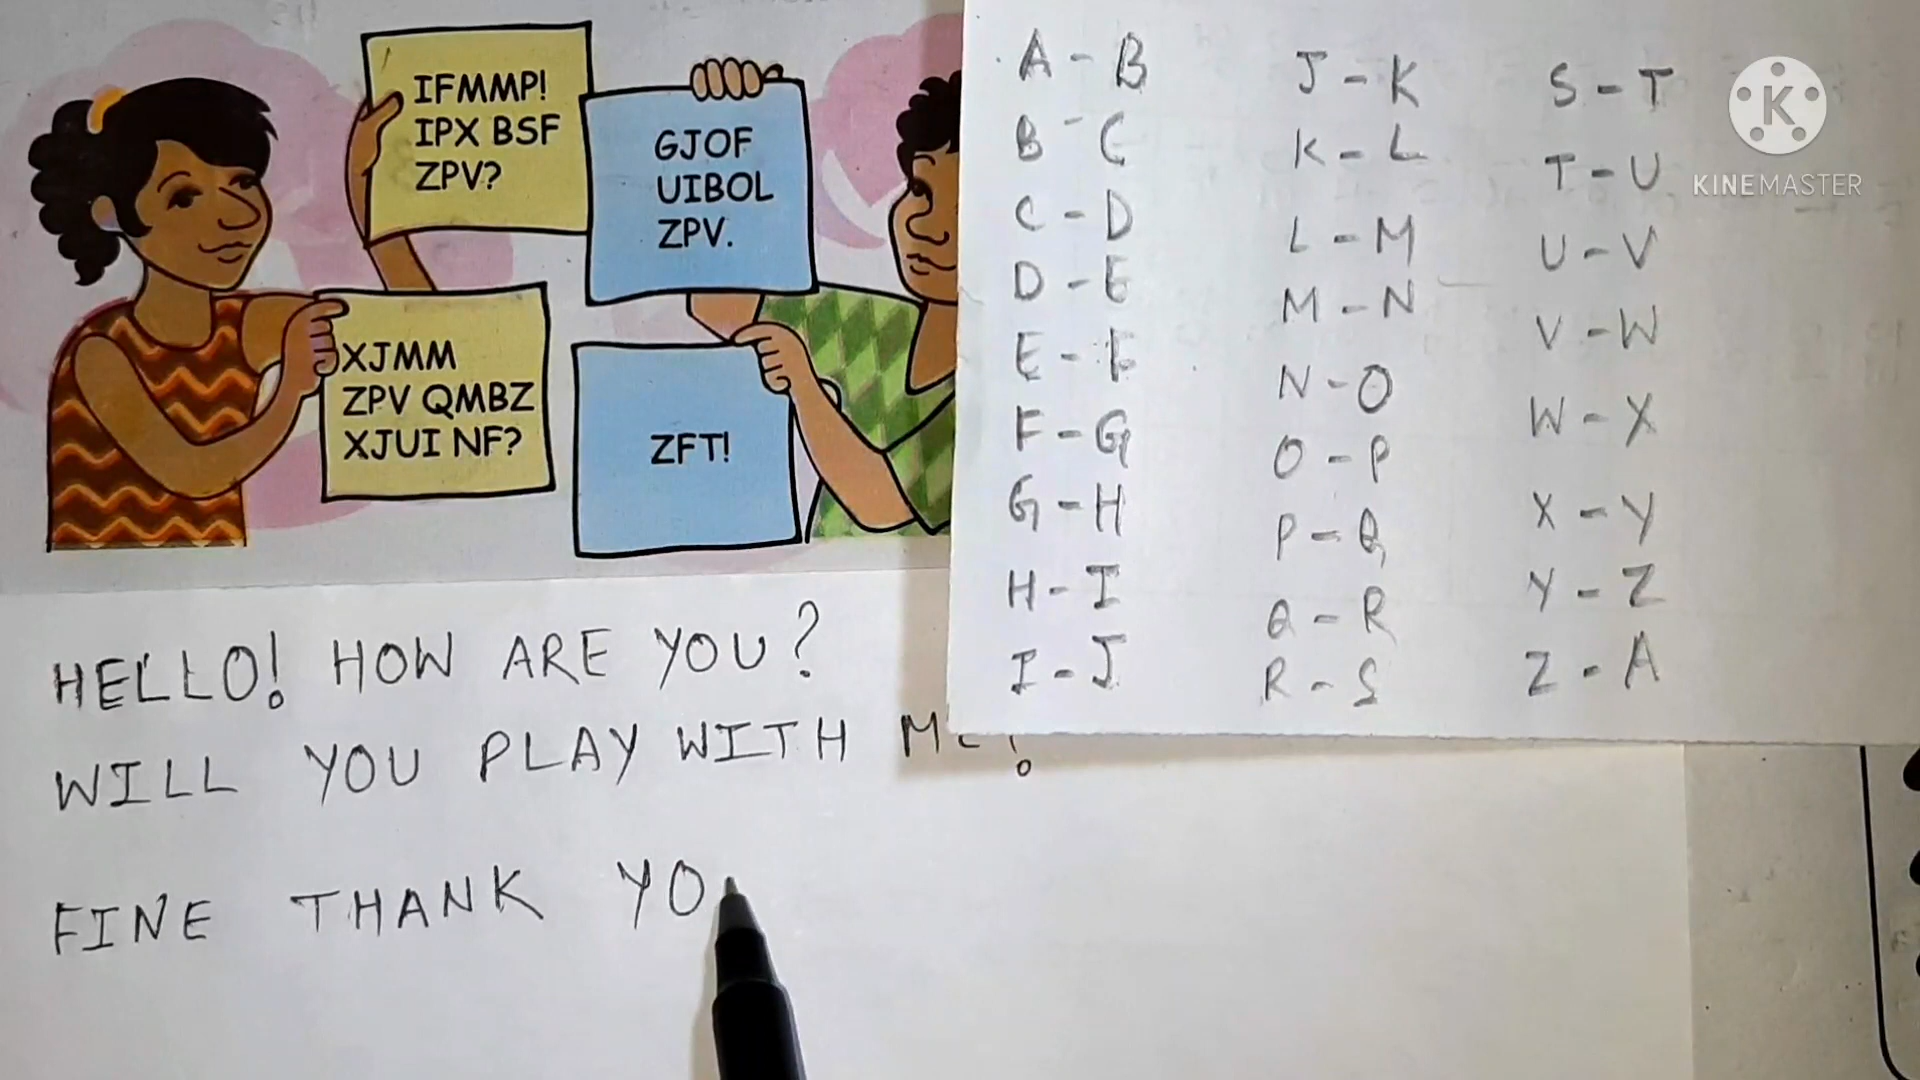 IFMMP!
IPX BSF
ZPV?
GJOF
UIBOL
ZPV.
XJMM
ZPV QMBZ
XJUI NF?
ZFT!
A - B
B - C
C - D
D - E
E - F
F - G
G - H
H - I
I - J
J - K
K - L
L - M
M - N
N - O
O - P
P - Q
Q - R
R - S
S - T
T - U
U - V
V - W
W - X
X - Y
Y - Z
Z - A
K
KINEMASTER
HELLO! HOW ARE YOU?
WILL YOU PLAY WITH
FINE THANK YO